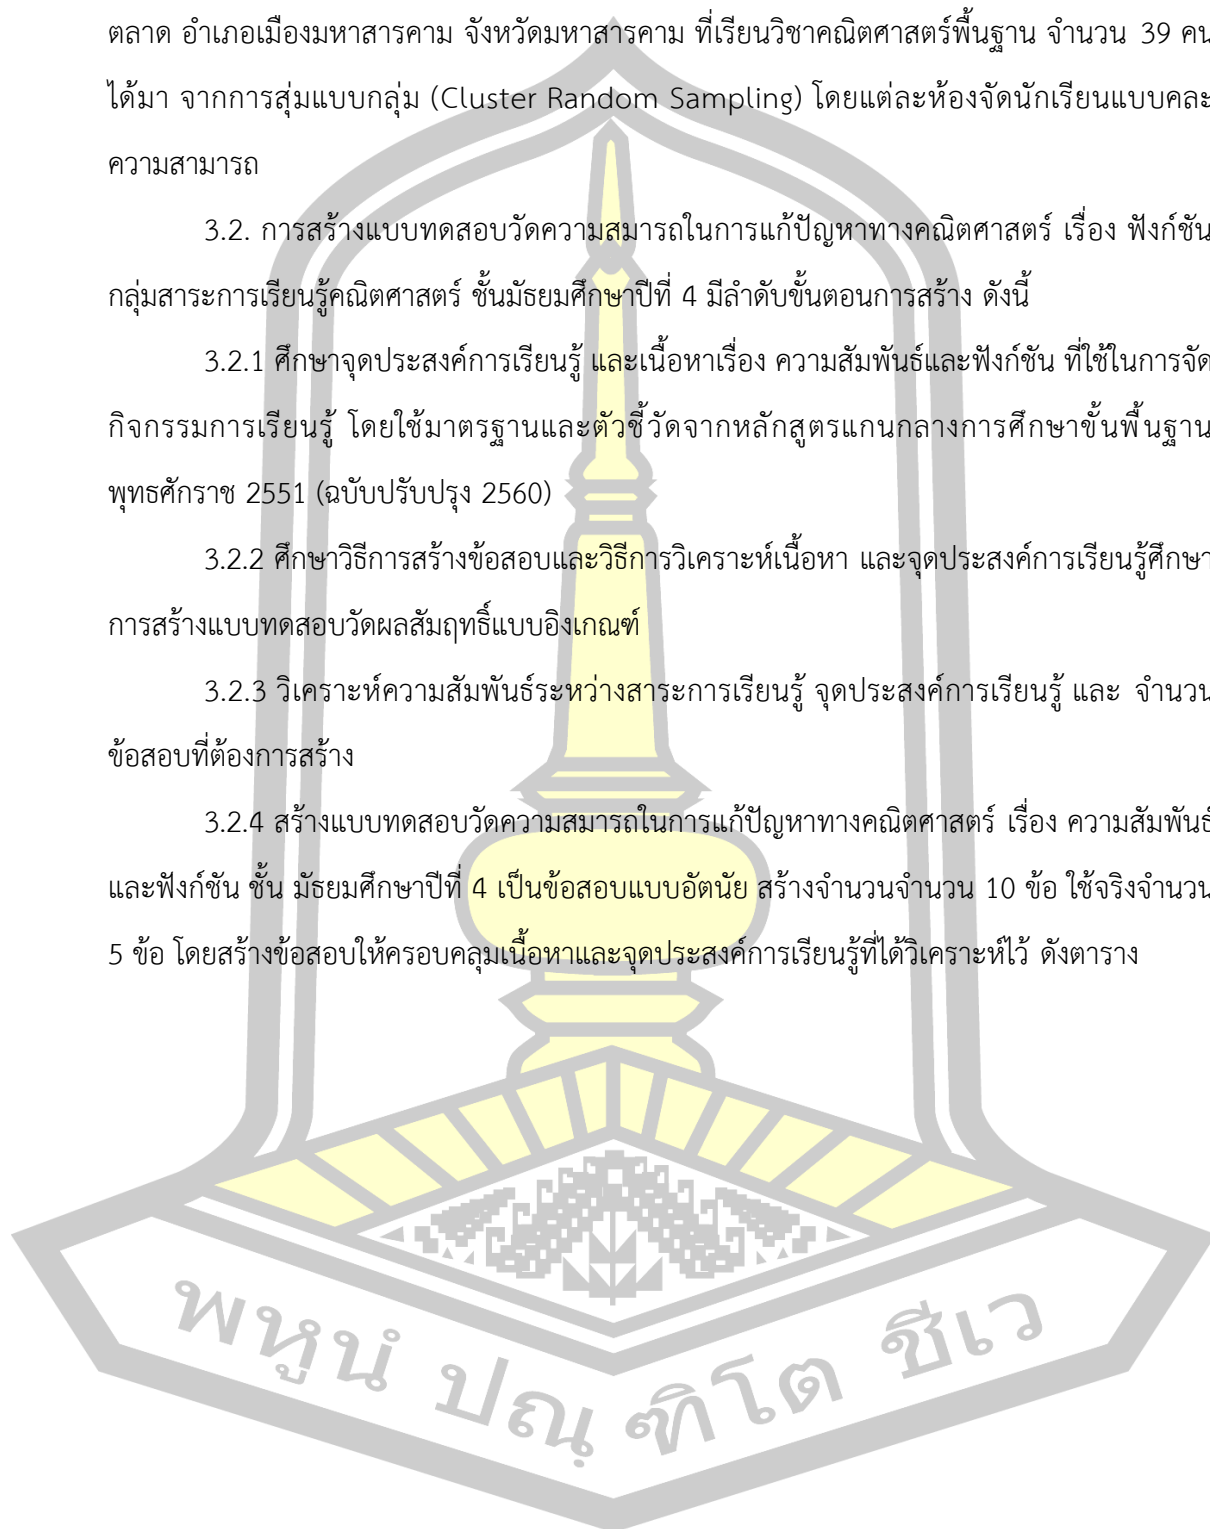 ตลาด อำเภอเมืองมหาสารคาม จังหวัดมหาสารคาม ที่เรียนวิชาคณิตศาสตร์พื้นฐาน จำนวน 39 คน
ได้มา จากการสุ่มแบบกลุ่ม (Cluster Random Sampling) โดยแต่ละห้องจัดนักเรียนแบบคละ
ความสามารถ
3.2. การสร้างแบบทดสอบวัดความสมารถในการแก้ปัญหาทางคณิตศาสตร์ เรื่อง ฟังก์ชัน
กลุ่มสาระการเรียนรู้คณิตศาสตร์ ชั้นมัธยมศึกษาปีที่ 4 มีลำดับขั้นตอนการสร้าง ดังนี้
3.2.1 ศึกษาจุดประสงค์การเรียนรู้ และเนื้อหาเรื่อง ความสัมพันธ์และฟังก์ชัน ที่ใช้ในการจัด
กิจกรรมการเรียนรู้ โดยใช้มาตรฐานและตัวชี้วัดจากหลักสูตรแกนกลางการศึกษาขั้นพื้นฐาน
พุทธศักราช 2551 (ฉบับปรับปรุง 2560)
3.2.2 ศึกษาวิธีการสร้างข้อสอบและวิธีการวิเคราะห์เนื้อหา และจุดประสงค์การเรียนรู้ศึกษา
การสร้างแบบทดสอบวัดผลสัมฤทธิ์แบบอิงเกณฑ์
3.2.3 วิเคราะห์ความสัมพันธ์ระหว่างสาระการเรียนรู้ จุดประสงค์การเรียนรู้ และ จำนวน
ข้อสอบที่ต้องการสร้าง
3.2.4 สร้างแบบทดสอบวัดความสมารถในการแก้ปัญหาทางคณิตศาสตร์ เรื่อง ความสัมพันธ์
และฟังก์ชัน ชั้น มัธยมศึกษาปีที่ 4 เป็นข้อสอบแบบอัตนัย สร้างจำนวนจำนวน 10 ข้อ ใช้จริงจำนวน
5 ข้อ โดยสร้างข้อสอบให้ครอบคลุมเนื้อหาและจุดประสงค์การเรียนรู้ที่ได้วิเคราะห์ไว้ ดังตาราง
พหูนํ ปณฺฑิโต ชีเว